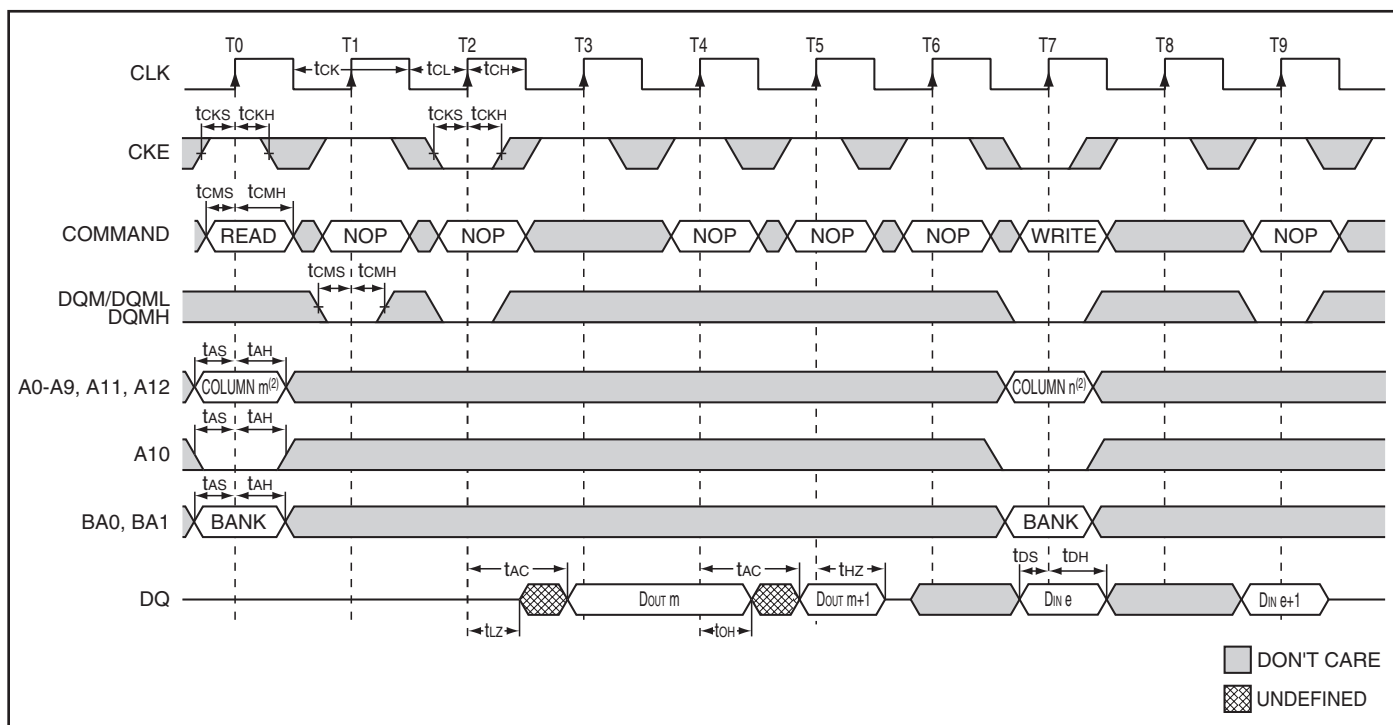 T0 T1 T2 T3 T4 T5 T6 T7 T8 T9
CLK tCK tCL tCH
tCKS tCKH tCKS tCKH
CKE
tCMS tCMH
COMMAND READ NOP NOP NOP NOP NOP WRITE NOP
tCMS tCMH
DQM/DQML
DQMH
tAS tAH
A0-A9, A11, A12 COLUMN m(2) COLUMN n(2)
tAS tAH
A10
tAS tAH
BA0, BA1 BANK BANK
tAC tAC tHZ tDS tDH
DQ DOUT m DOUT m+1 DIN e DIN e+1
tLZ tOH
DON'T CARE
UNDEFINED